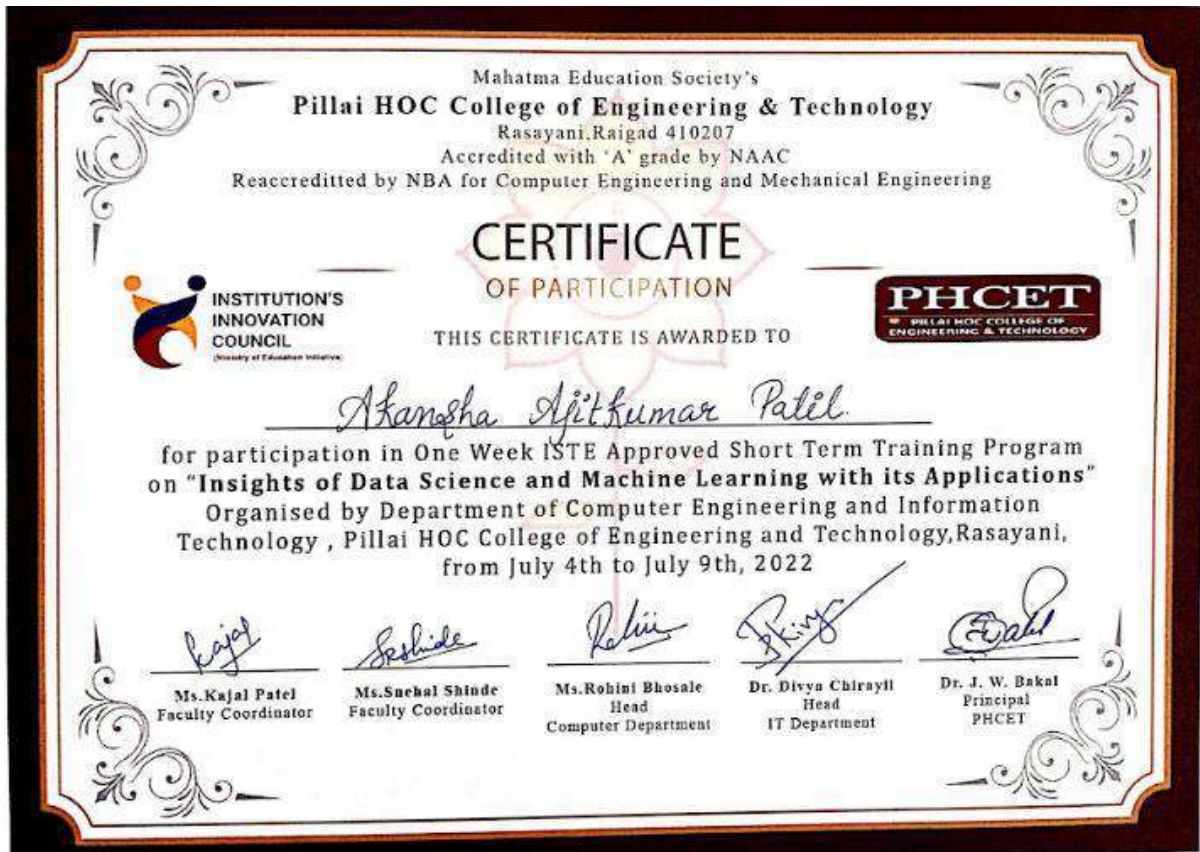 Mahatma Education Society's
Pillai HOC College of Engineering & Technology
Rasayani.Raigad 410207
Accredited with 'A' grade by NAAC
Reaccreditted by NBA for Computer Engineering and Mechanical Engineering
CERTIFICATE
OF PARTICIPATION
INSTITUTION'S
INNOVATION
COUNCIL
(Ministry of Education Initiative)
PHCET
PILLAI HOC COLLEGE OF
ENGINEERING & TECHNOLOGY
THIS CERTIFICATE IS AWARDED TO
Akansha Ajitkumar Patil.
for participation in One Week ISTE Approved Short Term Training Program
on "Insights of Data Science and Machine Learning with its Applications"
Organised by Department of Computer Engineering and Information
Technology , Pillai HOC College of Engineering and Technology,Rasayani,
from July 4th to July 9th, 2022
Kajal
Ms.Kajal Patel
Faculty Coordinator
Ms.Snehal Shinde
Faculty Coordinator
Ms.Rohini Bhosale
Head
Computer Department
Dr. Divya Chirayil
Head
IT Department
Dr. J. W. Bakal
Principal
PHCET